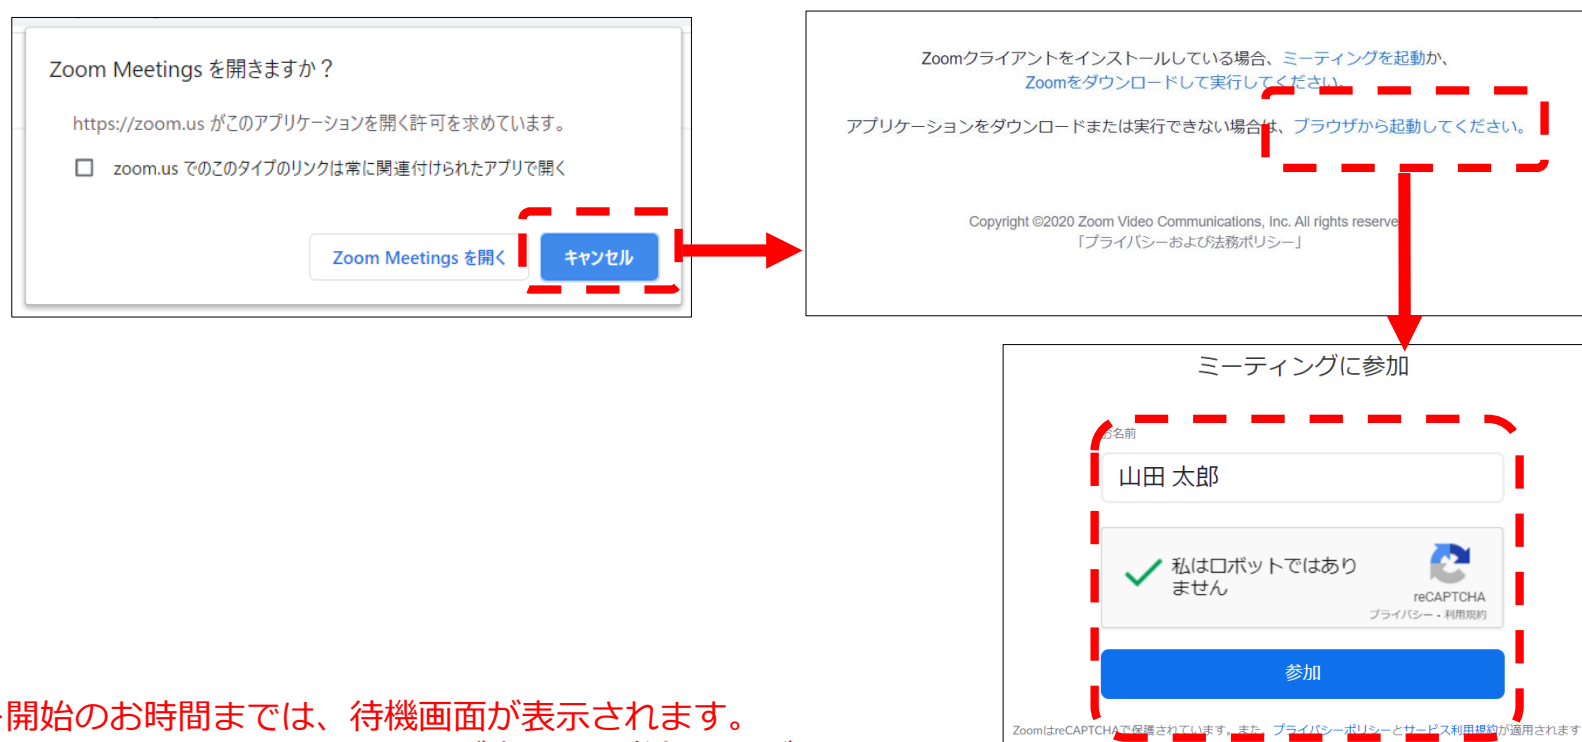 Zoom Meetings を開きますか？
https://zoom.us がこのアプリケーションを開く許可を求めています。
zoom.us でのこのタイプのリンクは常に関連付けられたアプリで開く
Zoom Meetings を開く
キャンセル
Zoomクライアントをインストールしている場合、ミーティングを起動か、
Zoomをダウンロードして実行してください。
アプリケーションをダウンロードまたは実行できない場合は、ブラウザから起動してください。
Copyright ©2020 Zoom Video Communications, Inc. All rights reserve
「プライバシーおよび法務ポリシー」
ミーティングに参加
お名前
山田 太郎
私はロボットではあり
ません
reCAPTCHA
プライバシー - 利用規約
参加
ZoomはreCAPTCHAで保護されています。また、プライバシーポリシーとサービス利用規約が適用されます
開始のお時間までは、待機画面が表示されます。